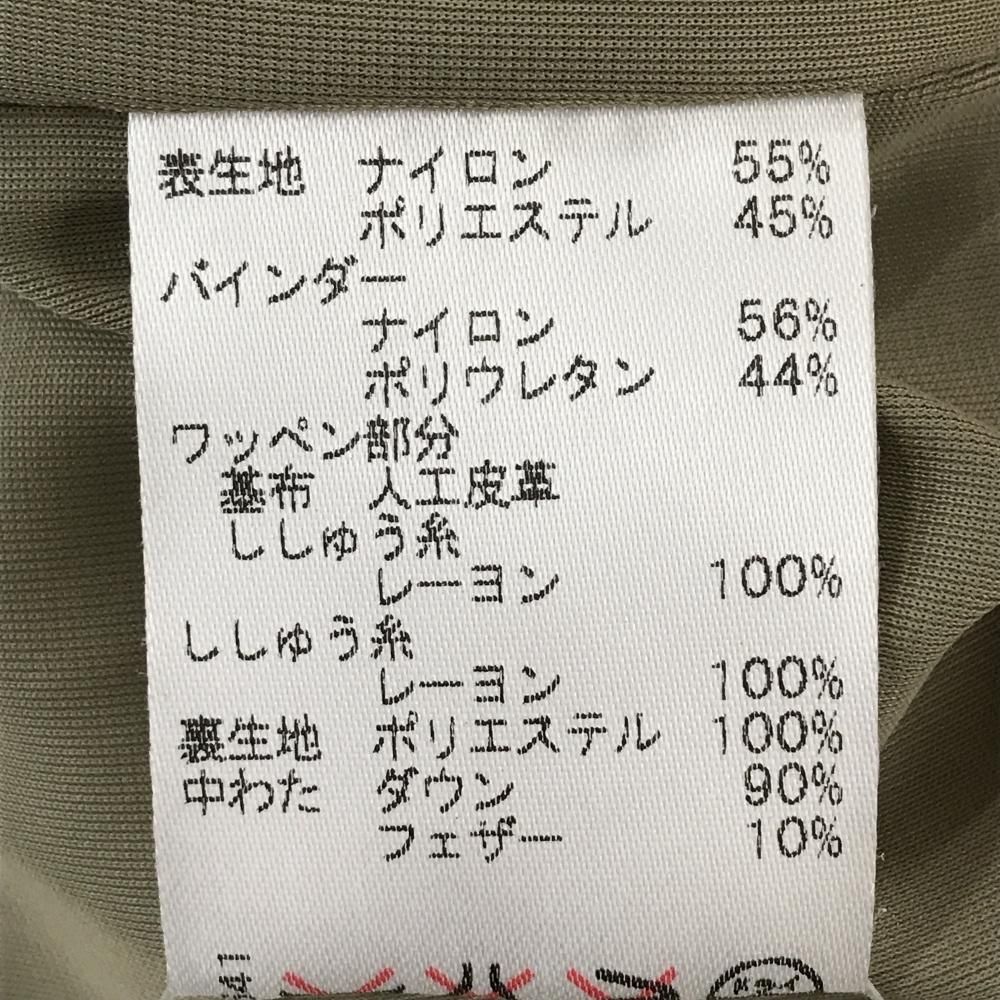 表生地 ナイロン 55%
ポリエステル 45%
バインダー
ナイロン 56%
ポリウレタン 44%
ワッペン部分
基布 人工皮革
ししゅう糸
レーヨン 100%
ししゅう糸
レーヨン 100%
裏生地 ポリエステル 100%
中わた ダウン 90%
フェザー 10%